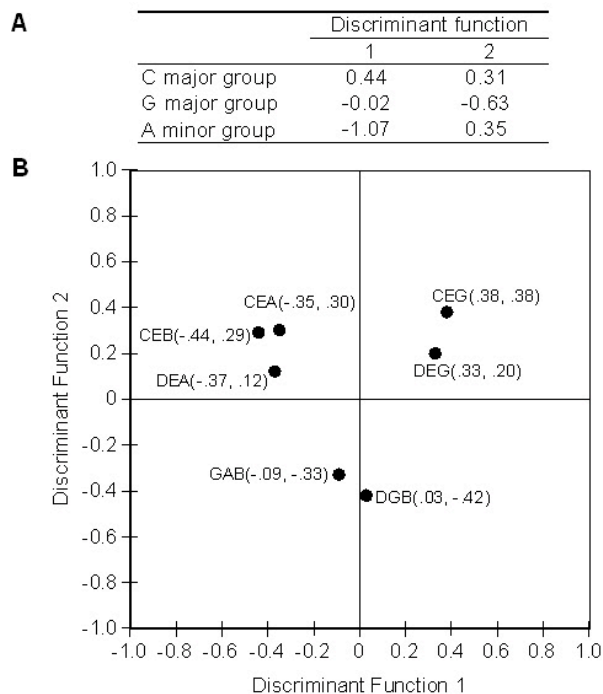 A
Discriminant function
1 2
C major group 0.44 0.31
G major group -0.02 -0.63
A minor group -1.07 0.35
B
1.0
0.8
0.6
0.4
0.2
0
-0.2
-0.4
-0.6
-0.8
-1.0
Discriminant Function 2
CEA(-.35, .30)
CEG(.38, .38)
CEB(-.44, .29)
DEG(.33, .20)
DEA(-.37, .12)
GAB(-.09, -.33)
DGB(.03, -.42)
-1.0 -0.8 -0.6 -0.4 -0.2 0 0.2 0.4 0.6 0.8 1.0
Discriminant Function 1